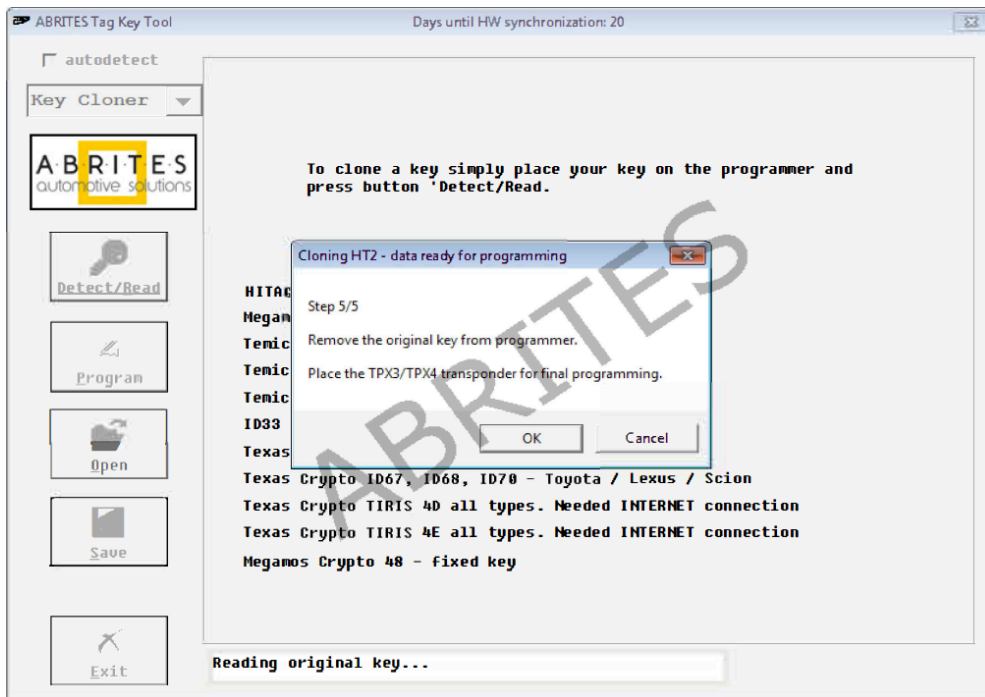 ABRITES Tag Key Tool
Days until HW synchronization: 20
autodetect
Key Cloner
A·B·R·I·T·E·S
automotive solutions
To clone a key simply place your key on the programmer and
press button 'Detect/Read.
Detect/Read
Program
Open
Save
Exit
Cloning HT2 - data ready for programming
Step 5/5
Remove the original key from programmer.
Place the TPX3/TPX4 transponder for final programming.
OK
Cancel
Temic
Temic
Temic
ID33
Texas
Texas Crypto ID67, ID68, ID70 - Toyota / Lexus / Scion
Texas Crypto TIRIS 4D all types. Needed INTERNET connection
Texas Crypto TIRIS 4E all types. Needed INTERNET connection
Megamos Crypto 48 - fixed key
Reading original key...
ABRITES